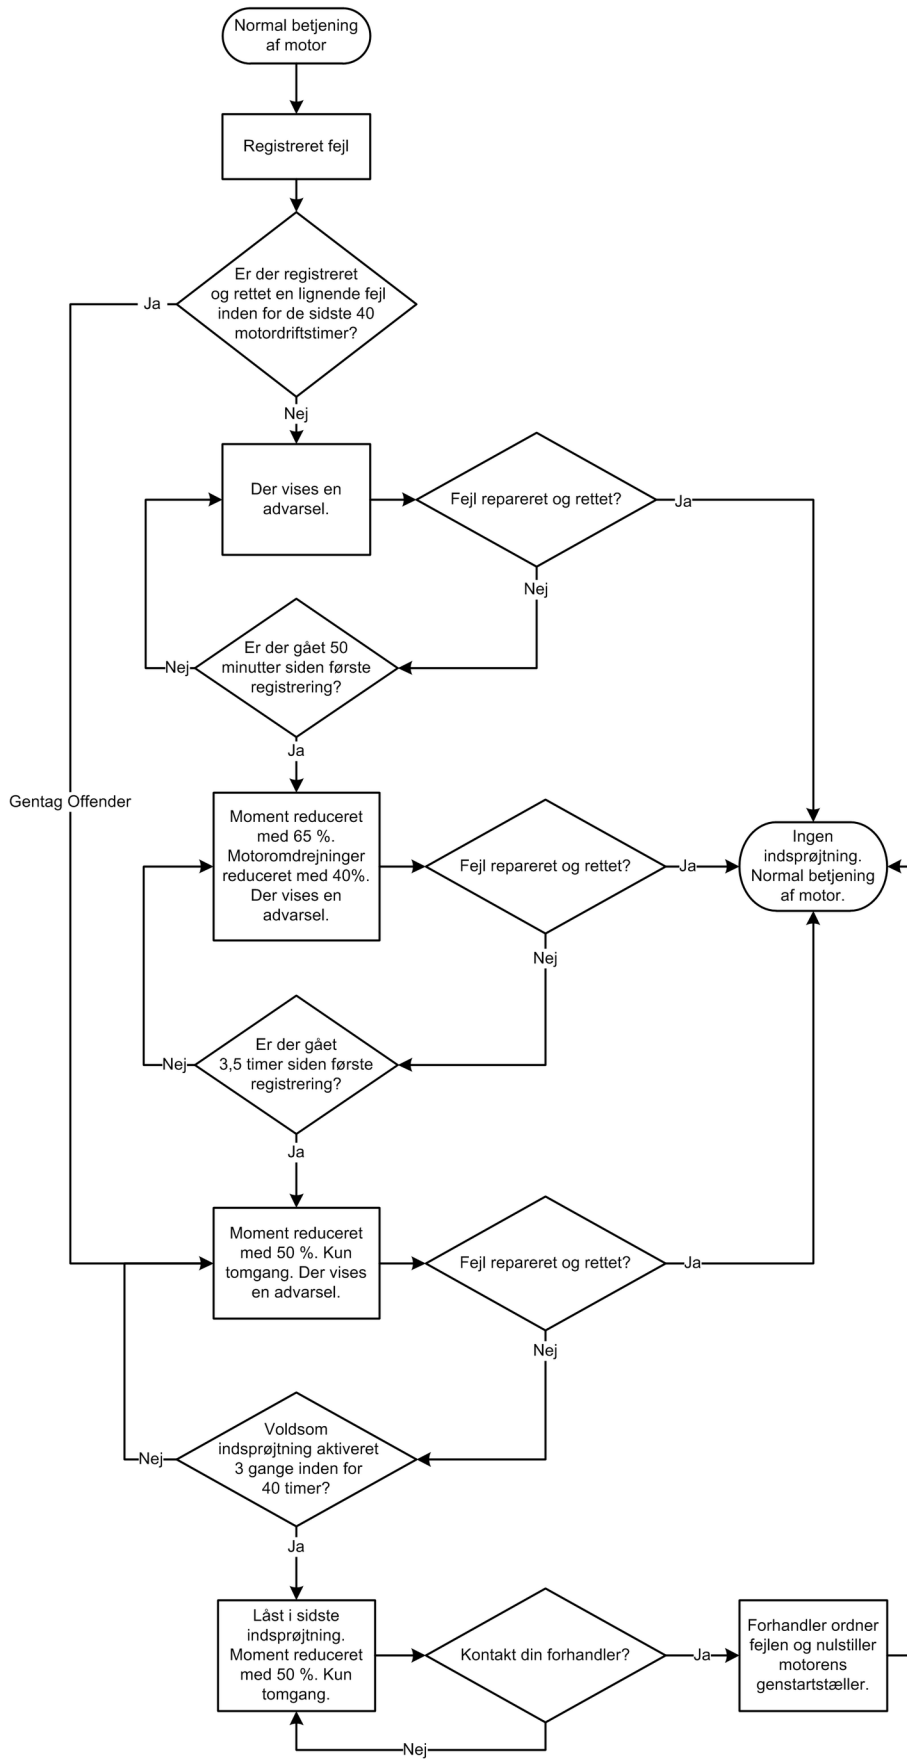 Normal betjening
af motor
Registreret fejl
Er der registreret
og rettet en lignende fejl
inden for de sidste 40
motordriftstimer?
Ja
Nej
Der vises en
advarsel.
Fejl repareret og rettet?
Ja
Nej
Er der gået 50
minutter siden første
registrering?
Nej
Ja
Gentag Offender
Moment reduceret
med 65 %.
Motoromdrejninger
reduceret med 40%.
Der vises en
advarsel.
Fejl repareret og rettet?
Ja
Ingen
indsprøjtning.
Normal betjening
af motor.
Nej
Er der gået
3,5 timer siden første
registrering?
Nej
Ja
Moment reduceret
med 50 %. Kun
tomgang. Der vises
en advarsel.
Fejl repareret og rettet?
Ja
Nej
Voldsom
indsprøjtning aktiveret
3 gange inden for
40 timer?
Nej
Ja
Låst i sidste
indsprøjtning.
Moment reduceret
med 50 %. Kun
tomgang.
Kontakt din forhandler?
Ja
Forhandler ordner
fejlen og nulstiller
motorens
genstartstæller.
Nej